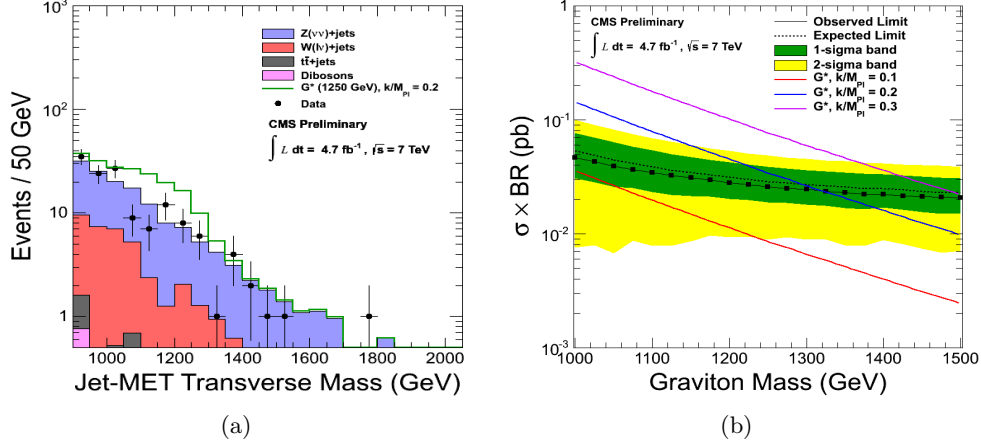 Events / 50 GeV
10³
10²
10
1
Z(νν)+jets
W(lν)+jets
tt̄+jets
Dibosons
G* (1250 GeV), k/M_Pl = 0.2
Data
CMS Preliminary
∫ L dt = 4.7 fb⁻¹ , √s = 7 TeV
1000 1200 1400 1600 1800 2000
Jet-MET Transverse Mass (GeV)
(a)
σ × BR (pb)
1
10⁻¹
10⁻²
10⁻³
CMS Preliminary
∫ L dt = 4.7 fb⁻¹ , √s = 7 TeV
Observed Limit
Expected Limit
1-sigma band
2-sigma band
G*, k/M_Pl = 0.1
G*, k/M_Pl = 0.2
G*, k/M_Pl = 0.3
1000 1100 1200 1300 1400 1500
Graviton Mass (GeV)
(b)